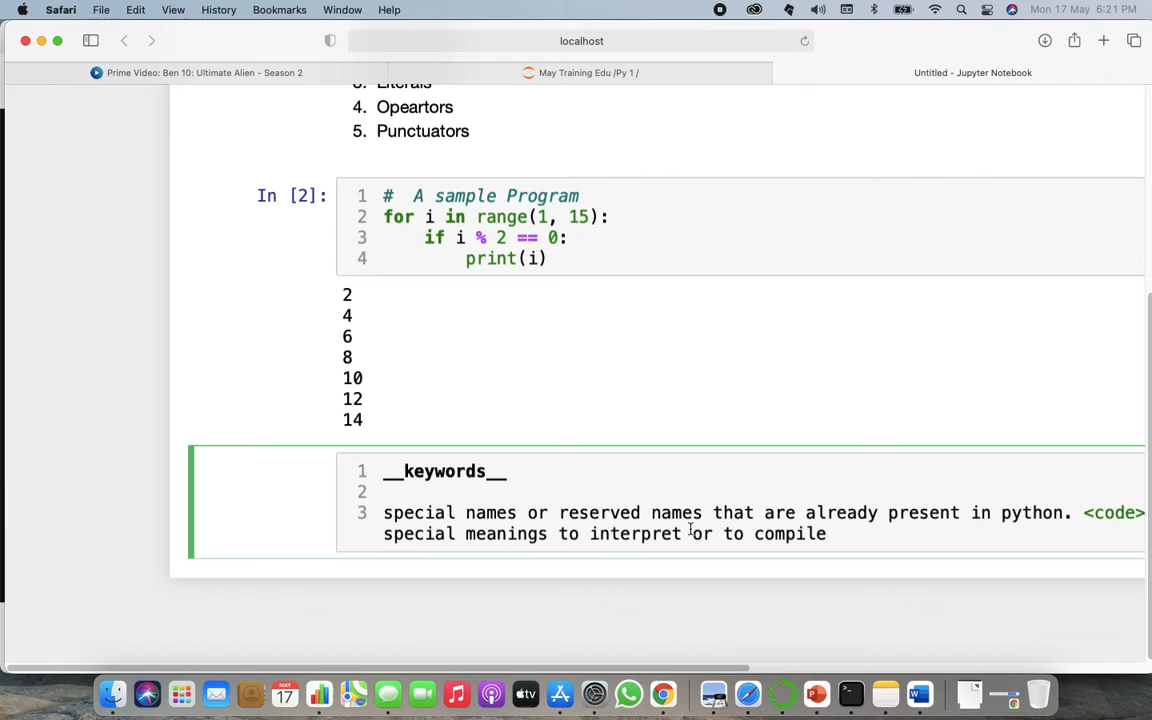 Safari File Edit View History Bookmarks Window Help Mon 17 May 6:21 PM
localhost
Prime Video: Ben 10: Ultimate Alien - Season 2 May Training Edu /Py 1 / Untitled - Jupyter Notebook
3. Literals
4. Opeartors
5. Punctuators
In [2]: 1 # A sample Program
2 for i in range(1, 15):
3 if i % 2 == 0:
4 print(i)
2
4
6
8
10
12
14
1 __keywords__
2
3 special names or reserved names that are already present in python. <code>
special meanings to interpret or to compile
MAY
17